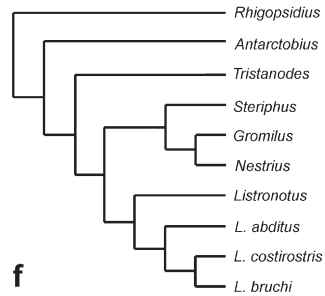 Rhigopsidius
Antarctobius
Tristanodes
Steriphus
Gromilus
Nestrius
Listronotus
L. abditus
L. costirostris
L. bruchi
f